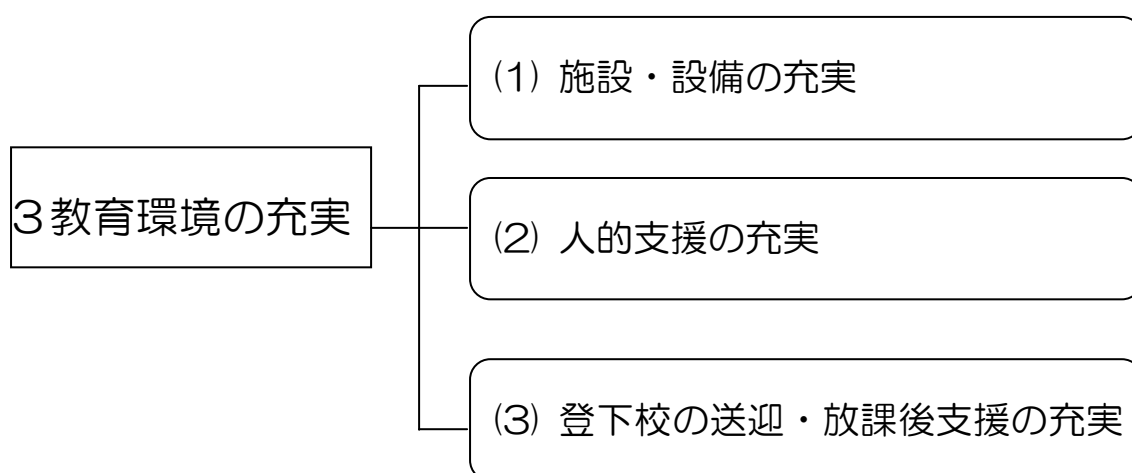 ３教育環境の充実
(1) 施設・設備の充実
(2) 人的支援の充実
(3) 登下校の送迎・放課後支援の充実